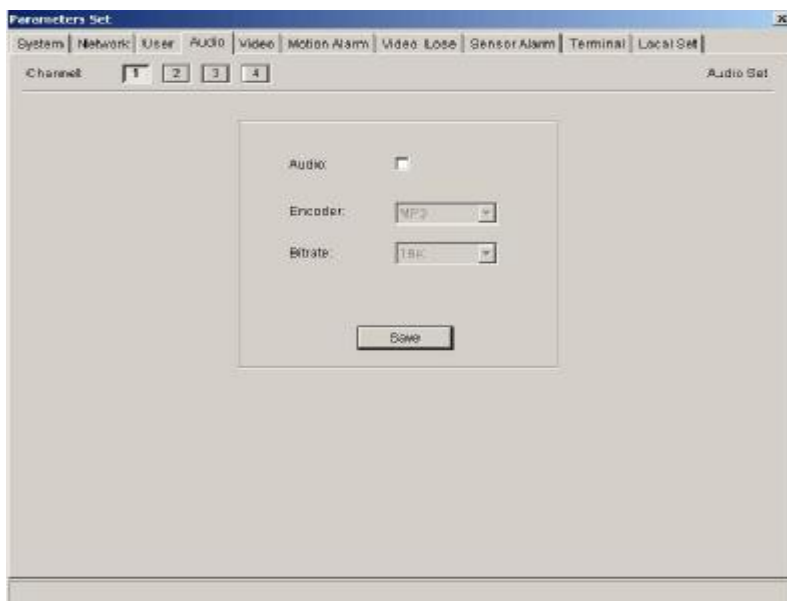 Parameters Set
System Network User Audio Video Motion Alarm Video Lose Sensor Alarm Terminal Local Set
Channel: 1 2 3 4 Audio Set
Audio:
Encoder: MP3
Bitrate:
Save